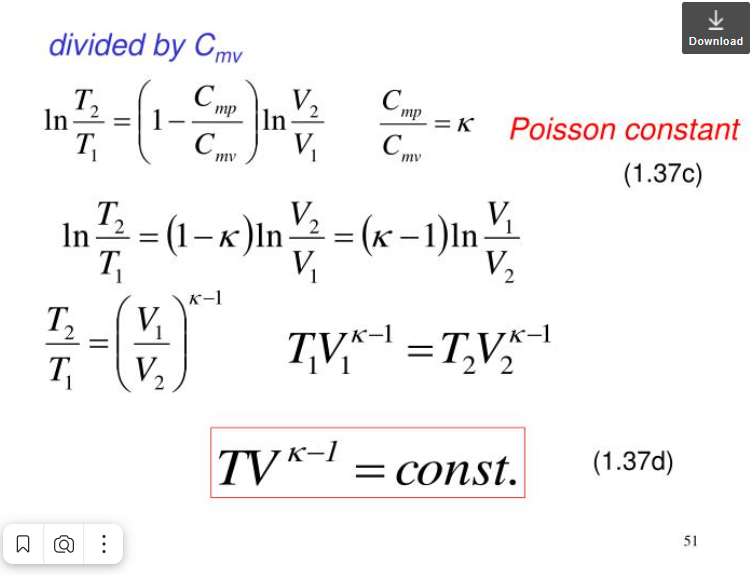 Download
divided by C_mv
ln T₂/T₁ = (1 − C_mp/C_mv) ln V₂/V₁    C_mp/C_mv = κ    Poisson constant
(1.37c)
ln T₂/T₁ = (1 − κ) ln V₂/V₁ = (κ − 1) ln V₁/V₂
T₂/T₁ = (V₁/V₂)^(κ−1)    T₁V₁^(κ−1) = T₂V₂^(κ−1)
TV^(κ−1) = const.    (1.37d)
51